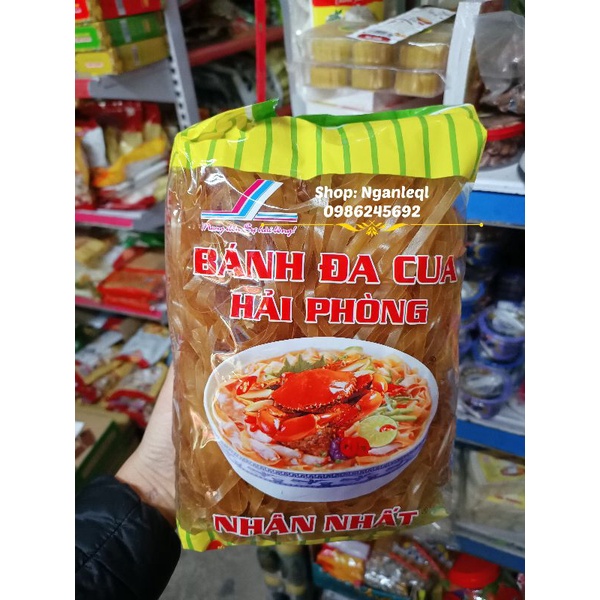 Shop: Nganleql
0986245692
BÁNH ĐA CUA
HẢI PHÒNG
NHÂN NHẤT